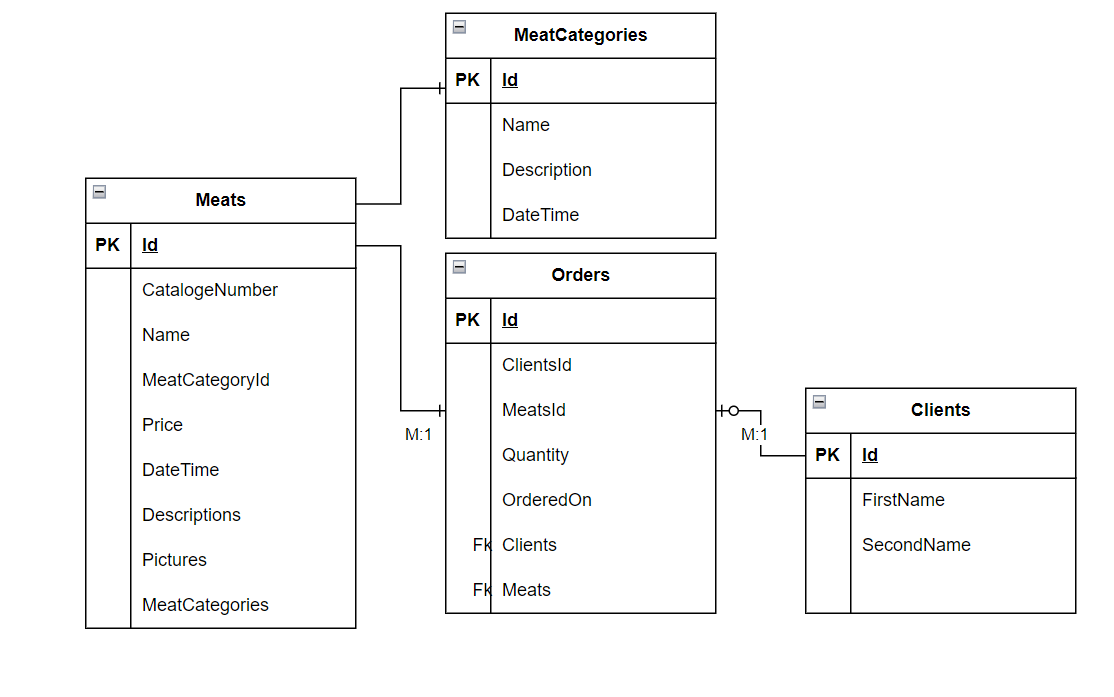 MeatCategories
PK Id
Name
Description
DateTime
Meats
PK Id
CatalogeNumber
Name
MeatCategoryId
Price
DateTime
Descriptions
Pictures
MeatCategories
Orders
PK Id
ClientsId
MeatsId
Quantity
OrderedOn
Fk Clients
Fk Meats
M:1
M:1
Clients
PK Id
FirstName
SecondName